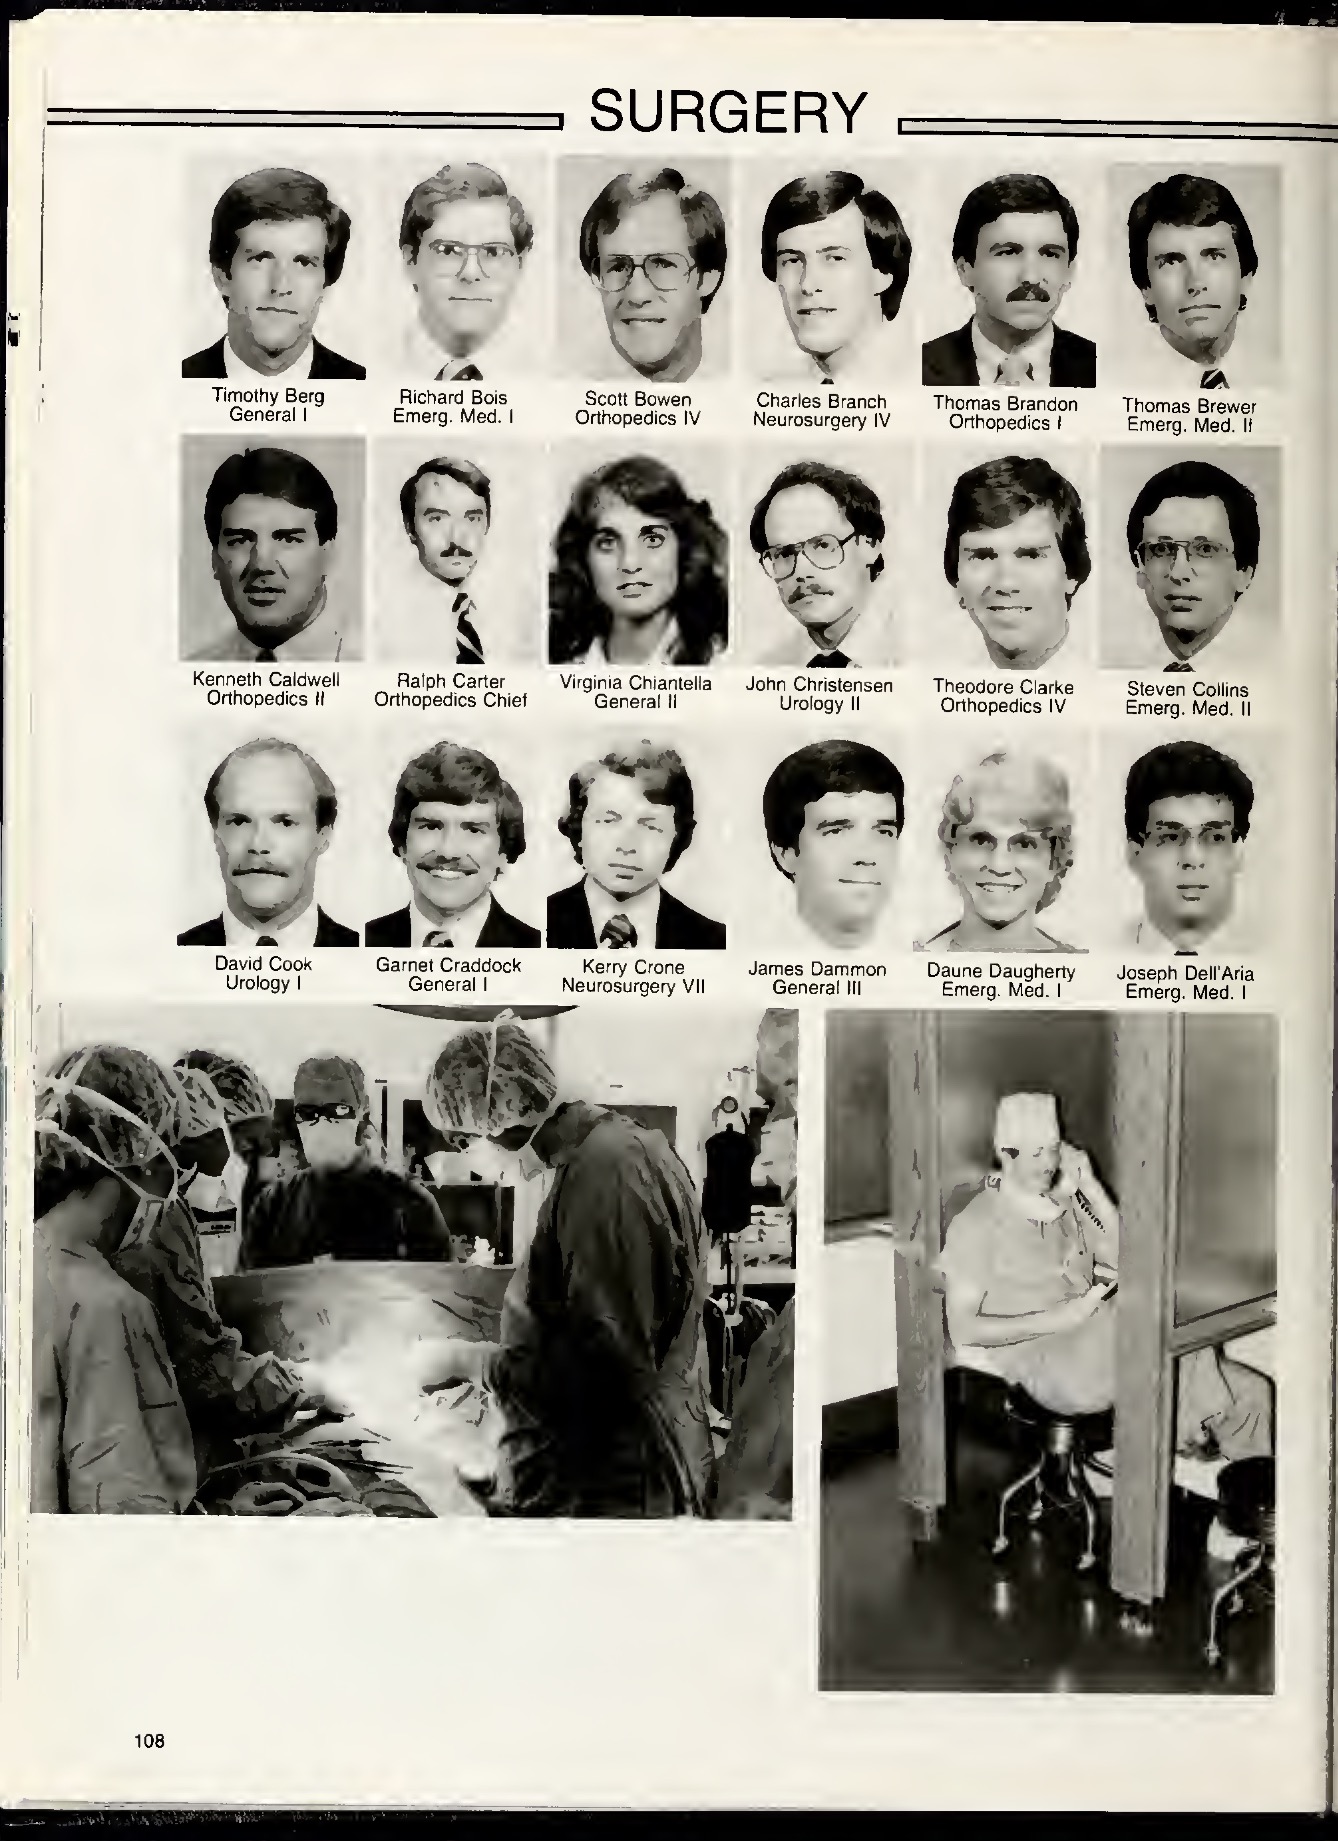 SURGERY
Timothy Berg
General I
Richard Bois
Emerg. Med. I
Scott Bowen
Orthopedics IV
Charles Branch
Neurosurgery IV
Thomas Brandon
Orthopedics I
Thomas Brewer
Emerg. Med. II
Kenneth Caldwell
Orthopedics II
Ralph Carter
Orthopedics Chief
Virginia Chiantella
General II
John Christensen
Urology II
Theodore Clarke
Orthopedics IV
Steven Collins
Emerg. Med. II
David Cook
Urology I
Garnet Craddock
General I
Kerry Crone
Neurosurgery VII
James Dammon
General III
Daune Daugherty
Emerg. Med. I
Joseph Dell'Aria
Emerg. Med. I
108